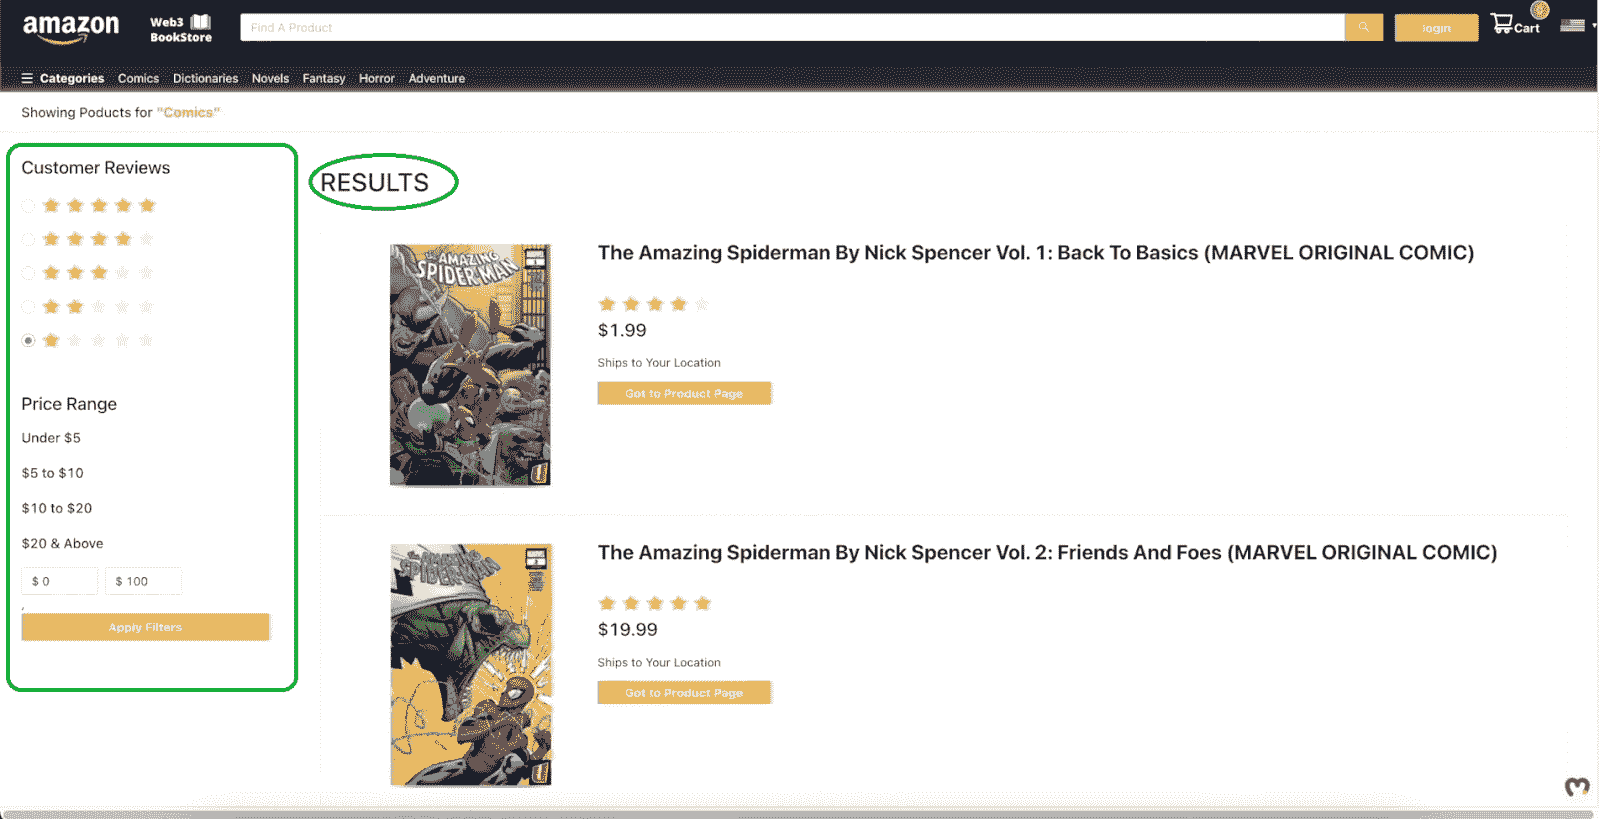 amazon
Web3
BookStore
Find A Product
login
Cart
Categories Comics Dictionaries Novels Fantasy Horror Adventure
Showing Poducts for "Comics"
Customer Reviews
Price Range
Under $5
$5 to $10
$10 to $20
$20 & Above
$ 0 $ 100
Apply Filters
RESULTS
THE AMAZING
SPIDER-MAN
The Amazing Spiderman By Nick Spencer Vol. 1: Back To Basics (MARVEL ORIGINAL COMIC)
$1.99
Ships to Your Location
Got to Product Page
THE AMAZING
SPIDER-MAN
The Amazing Spiderman By Nick Spencer Vol. 2: Friends And Foes (MARVEL ORIGINAL COMIC)
$19.99
Ships to Your Location
Got to Product Page